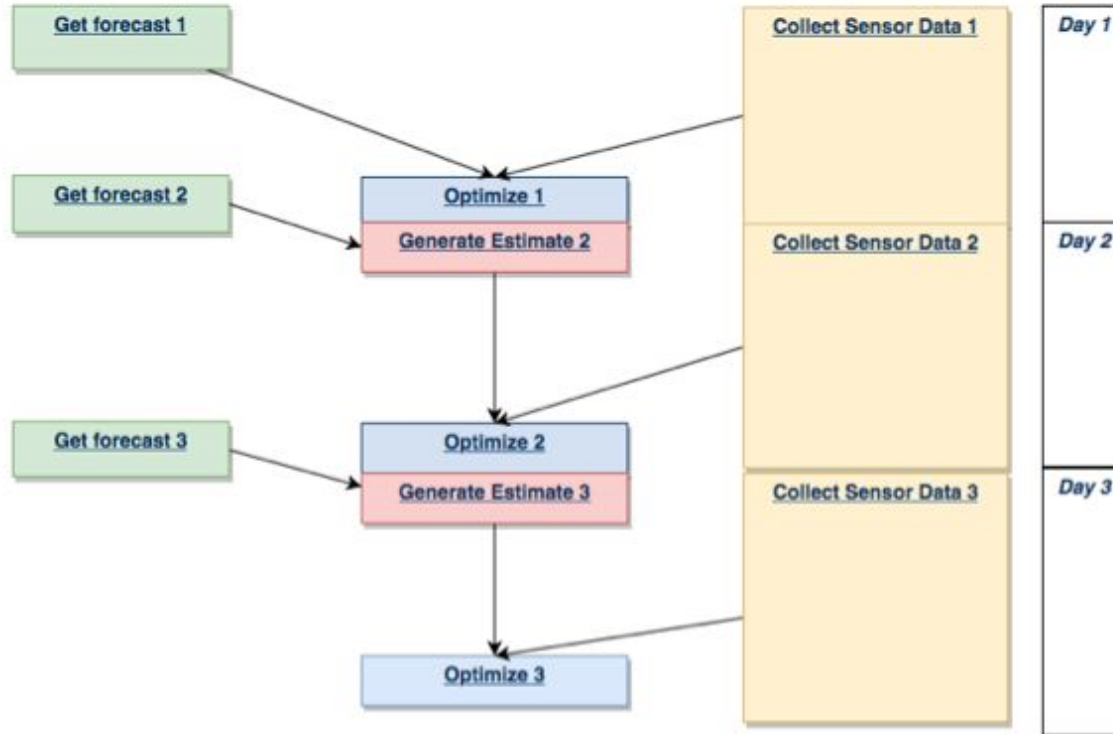 Get forecast 1
Collect Sensor Data 1
Day 1
Get forecast 2
Optimize 1
Generate Estimate 2
Collect Sensor Data 2
Day 2
Get forecast 3
Optimize 2
Generate Estimate 3
Collect Sensor Data 3
Day 3
Optimize 3